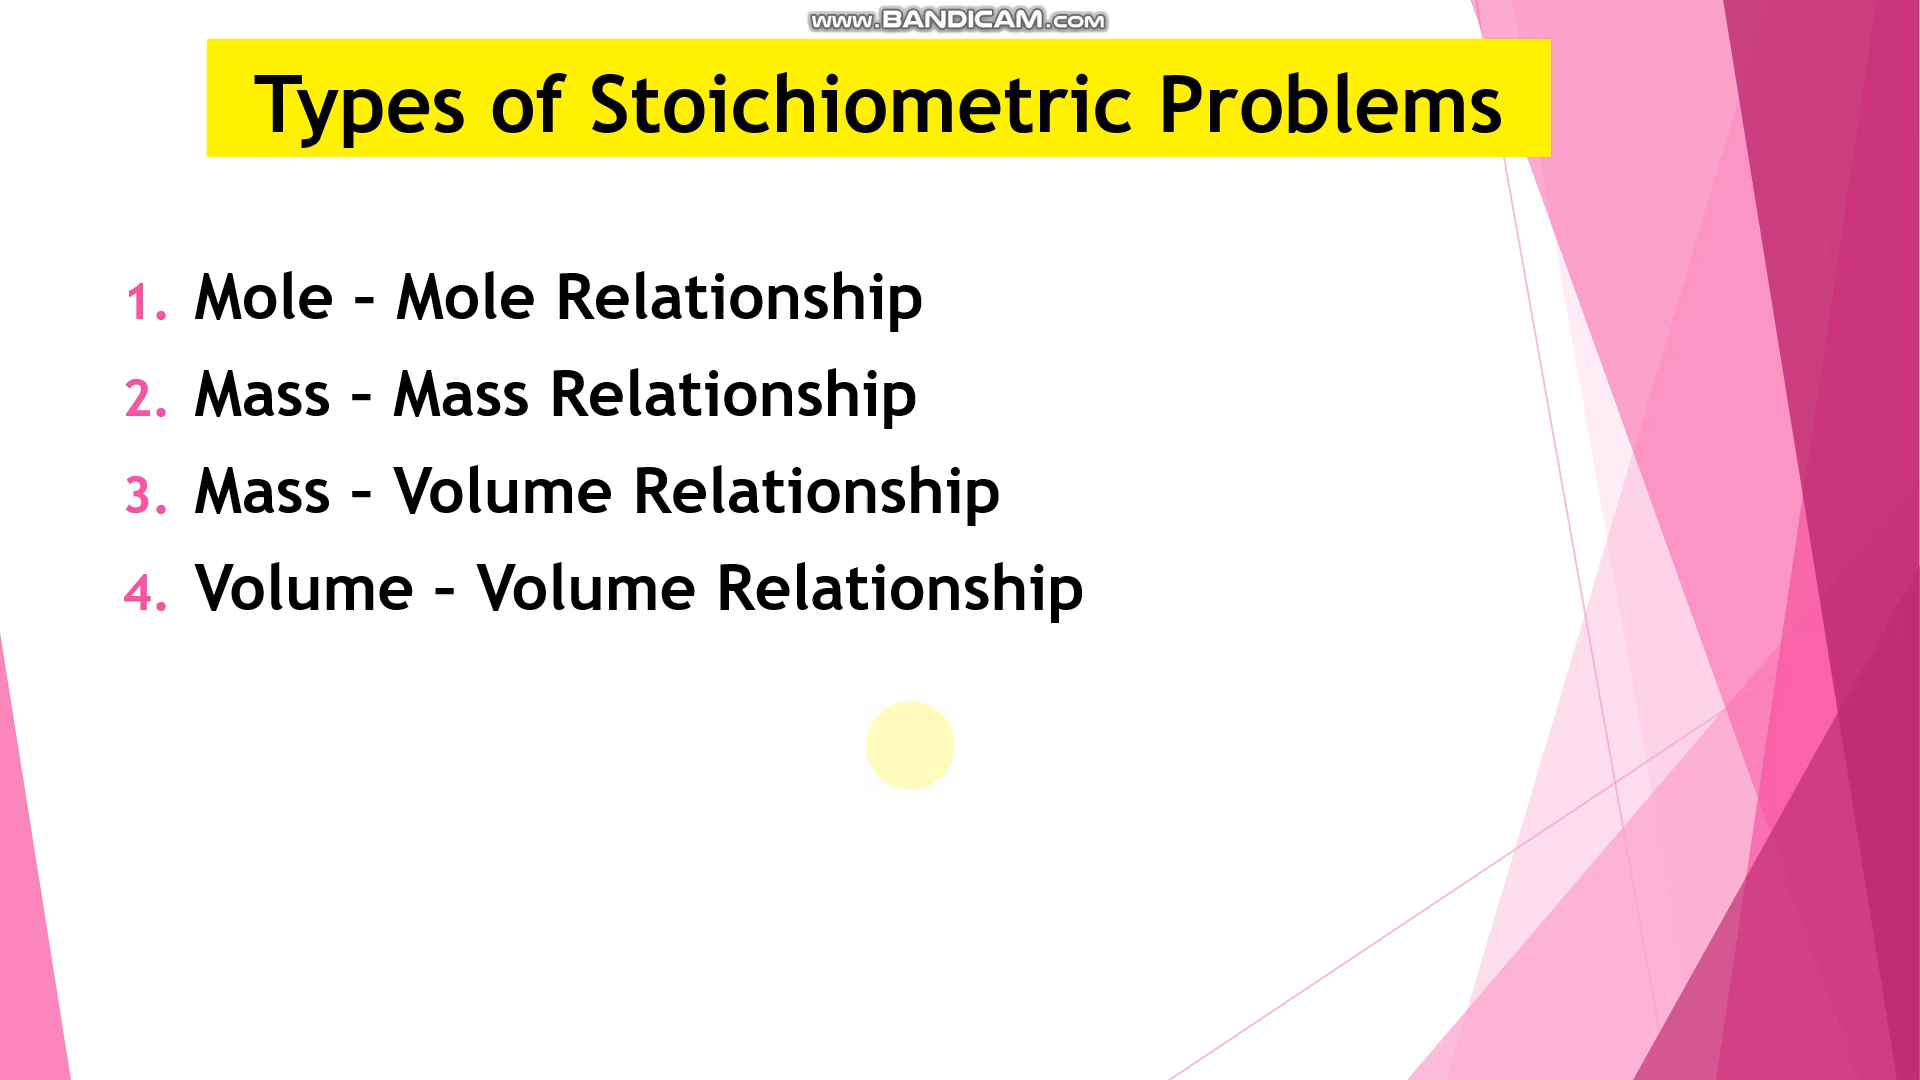 www.BANDICAM.com
Types of Stoichiometric Problems
1. Mole – Mole Relationship
2. Mass – Mass Relationship
3. Mass – Volume Relationship
4. Volume – Volume Relationship